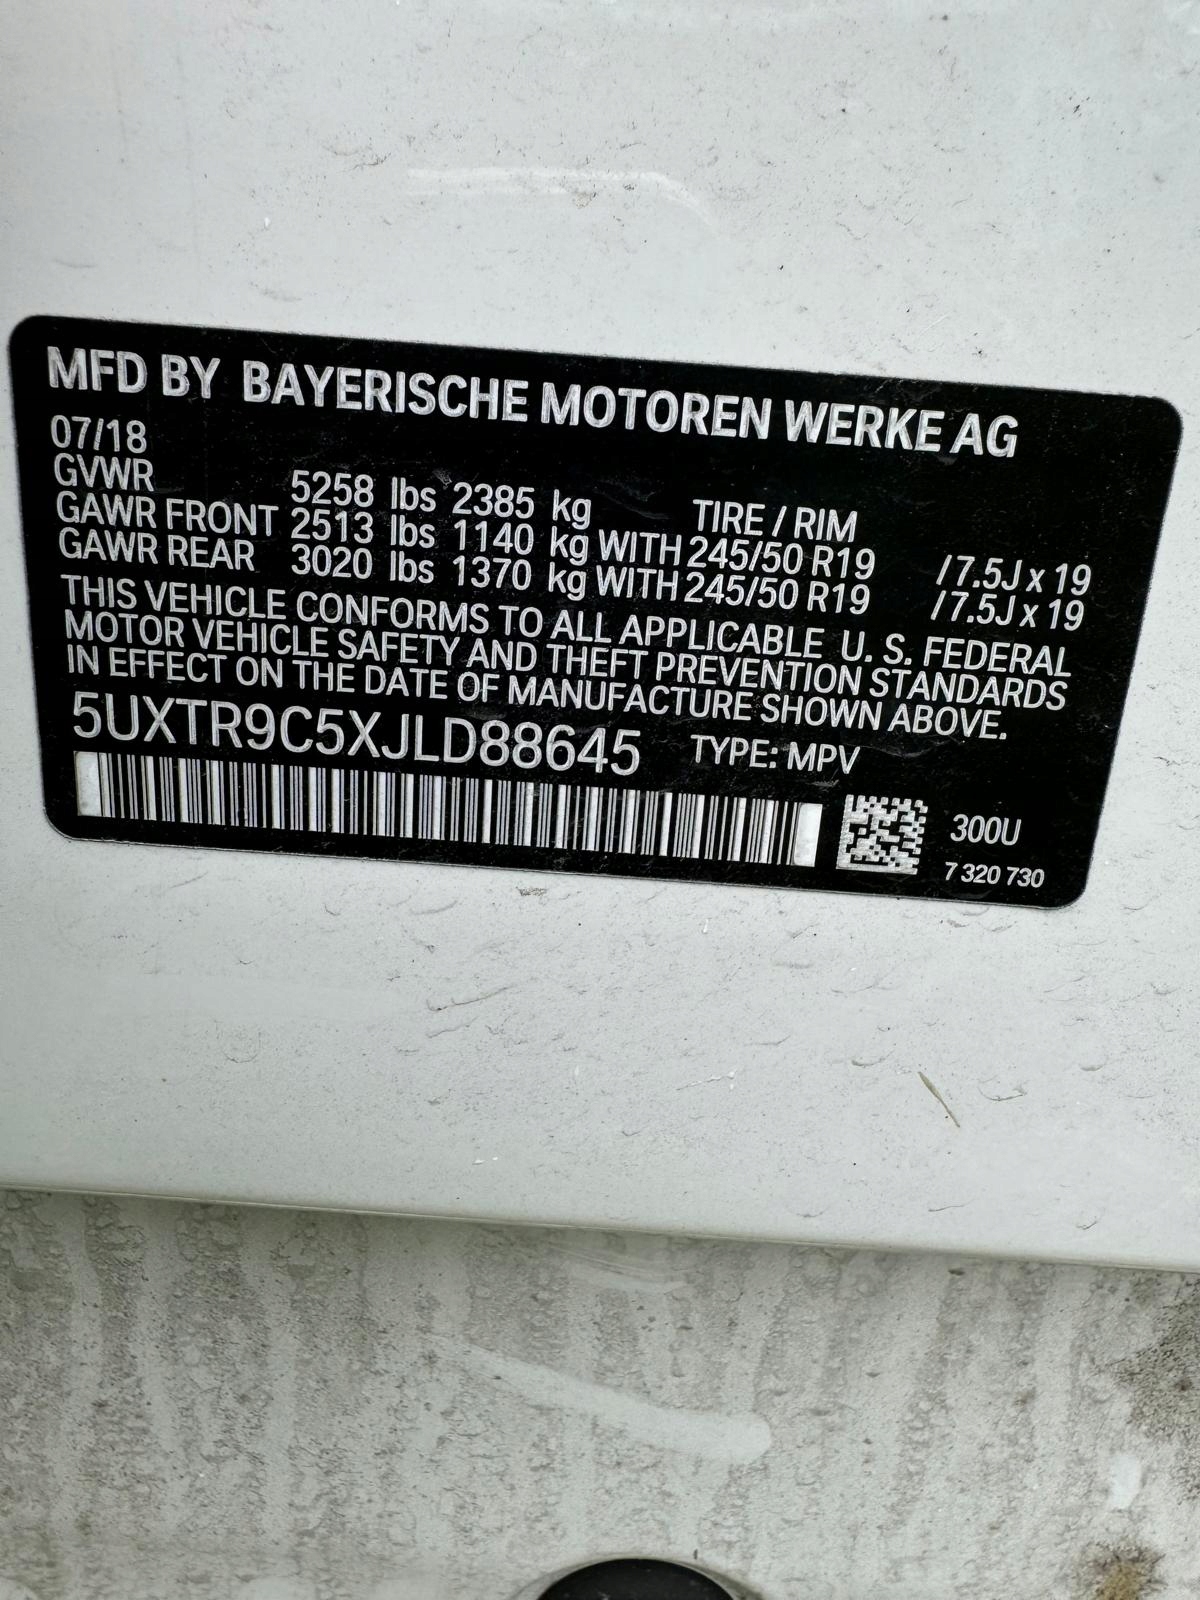 MFD BY BAYERISCHE MOTOREN WERKE AG
07/18
GVWR 5258 lbs 2385 kg TIRE / RIM
GAWR FRONT 2513 lbs 1140 kg WITH 245/50 R19 / 7.5J x 19
GAWR REAR 3020 lbs 1370 kg WITH 245/50 R19 / 7.5J x 19
THIS VEHICLE CONFORMS TO ALL APPLICABLE U. S. FEDERAL
MOTOR VEHICLE SAFETY AND THEFT PREVENTION STANDARDS
IN EFFECT ON THE DATE OF MANUFACTURE SHOWN ABOVE.
5UXTR9C5XJLD88645 TYPE: MPV
300U
7 320 730